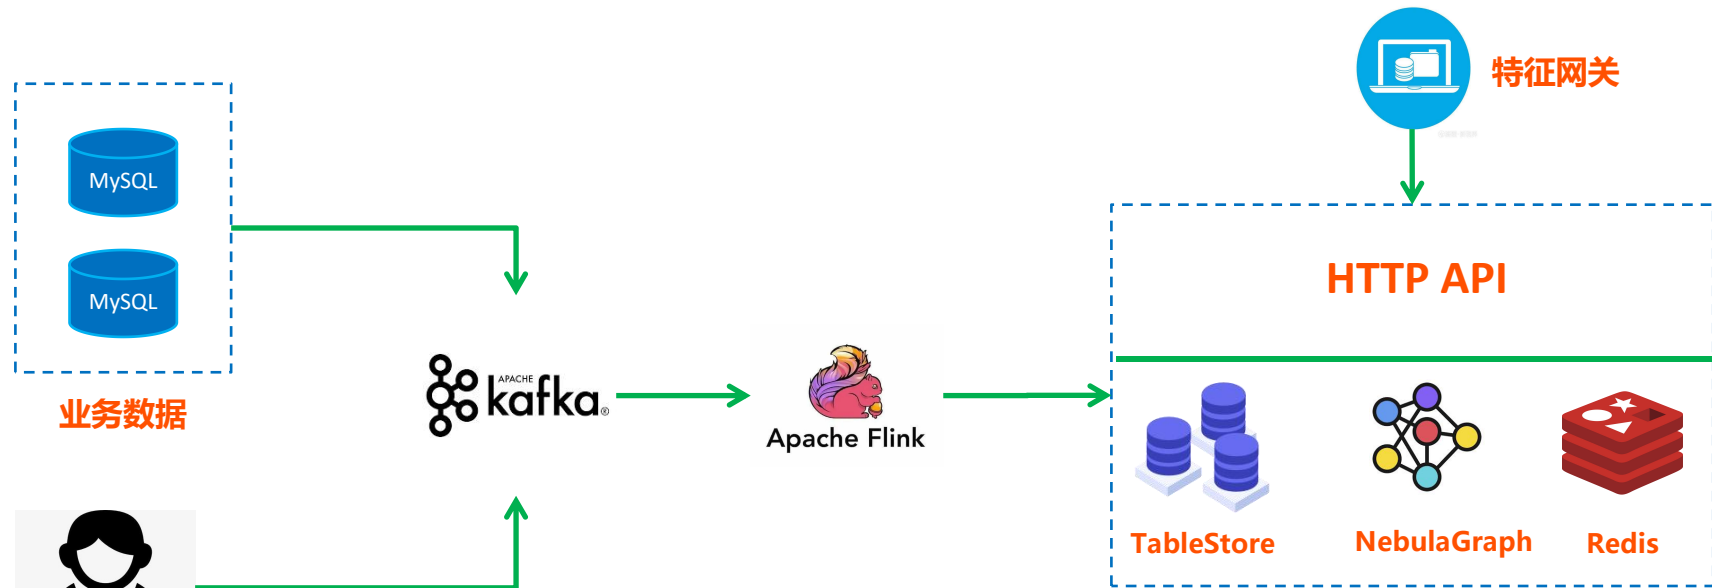 特征网关
MySQL
MySQL
业务数据
HTTP API
APACHE
kafka®
Apache Flink
TableStore
NebulaGraph
Redis